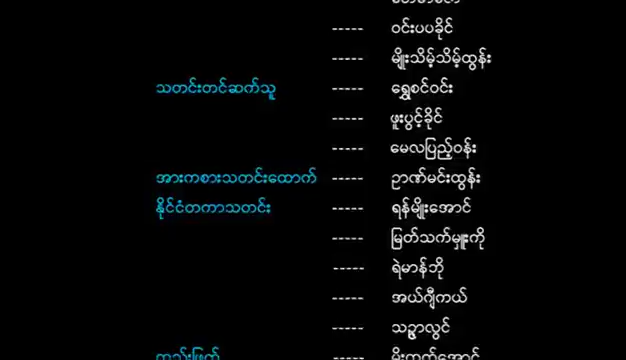 ----- ဝင်းပပခိုင်
----- မျိုးသိမ့်သိမ့်ထွန်း
သတင်းတင်ဆက်သူ ----- ရွှေစင်ဝင်း
----- ဖူးပွင့်ခိုင်
----- မေလပြည့်ဝန်း
အားကစားသတင်းထောက် ----- ဉာဏ်မင်းထွန်း
နိုင်ငံတကာသတင်း ----- ရန်မျိုးအောင်
----- မြတ်သက်မှူးကို
----- ရဲမာန်ဘို
----- အယ်ဂျီကယ်
----- သဥ္ဇာလွင်